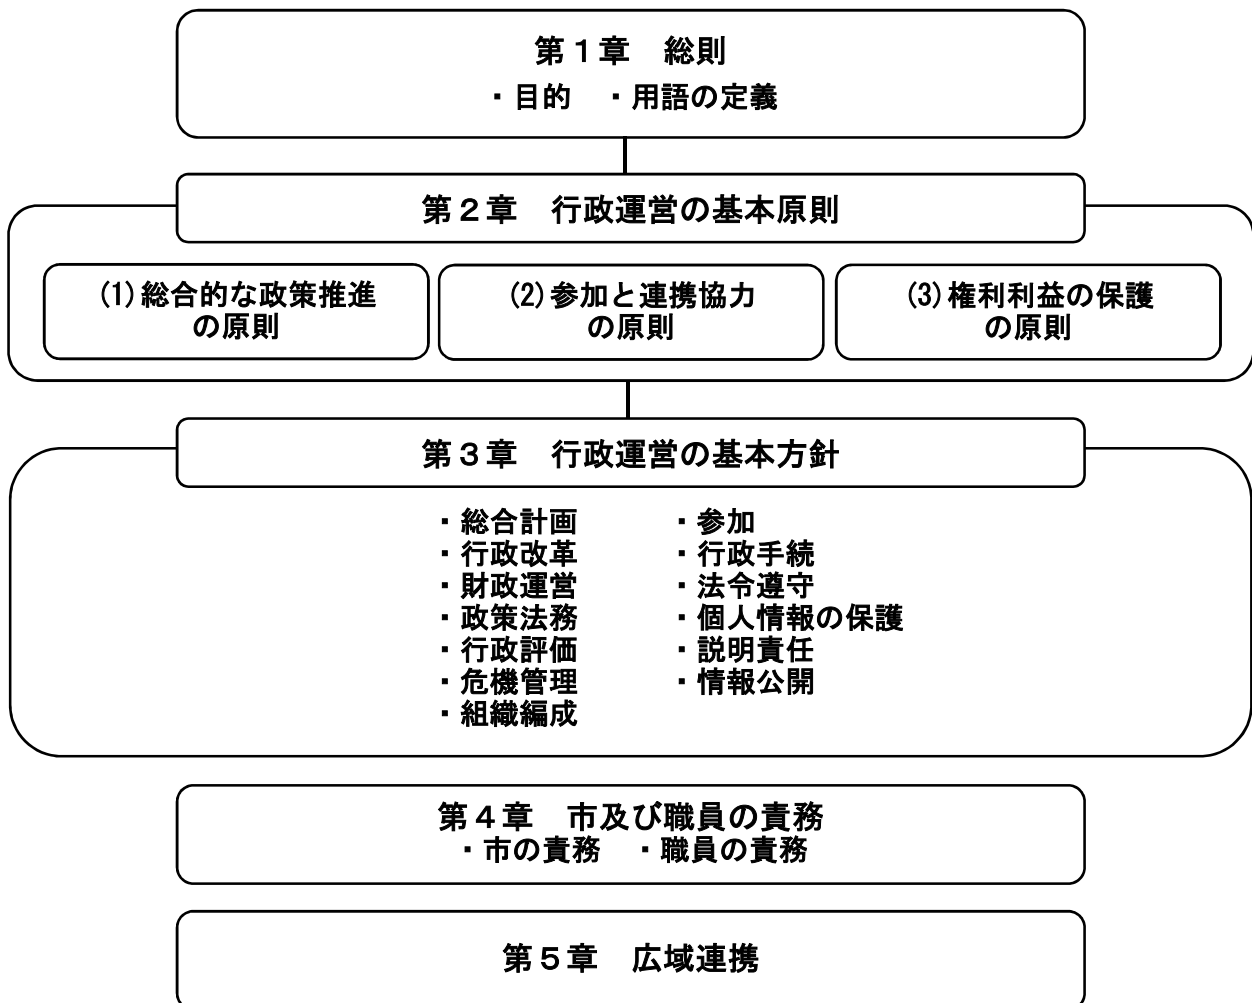 第１章　総則
・目的　・用語の定義
第２章　行政運営の基本原則
(1)総合的な政策推進
の原則
(2)参加と連携協力
の原則
(3)権利利益の保護
の原則
第３章　行政運営の基本方針
・総合計画
・行政改革
・財政運営
・政策法務
・行政評価
・危機管理
・組織編成
・参加
・行政手続
・法令遵守
・個人情報の保護
・説明責任
・情報公開
第４章　市及び職員の責務
・市の責務　・職員の責務
第５章　広域連携